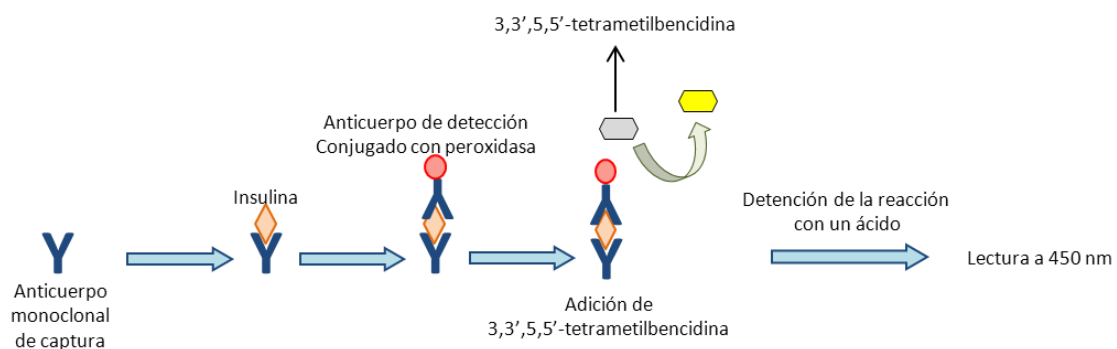 3,3’,5,5’-tetrametilbencidina
Anticuerpo de detección
Conjugado con peroxidasa
Insulina
Detención de la reacción
con un ácido
Lectura a 450 nm
Anticuerpo
monoclonal
de captura
Adición de
3,3’,5,5’-tetrametilbencidina